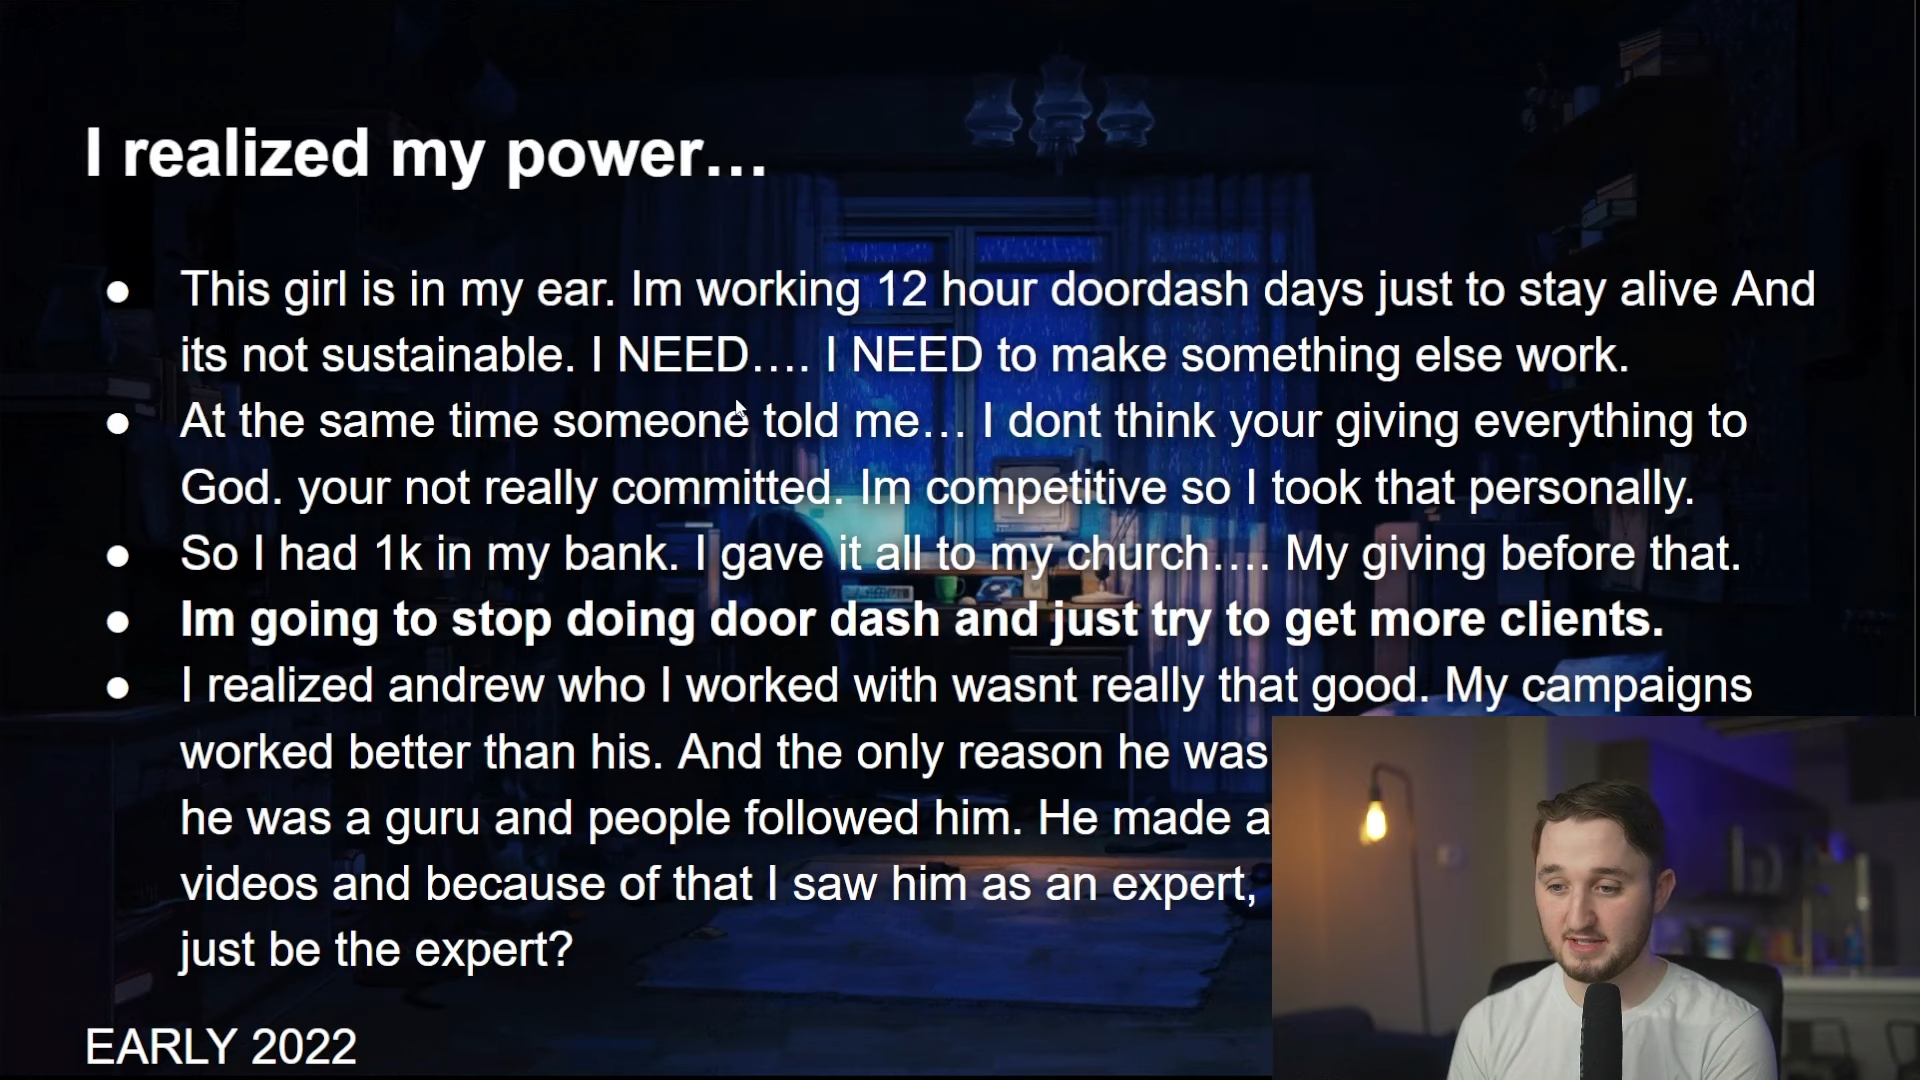 I realized my power…
● This girl is in my ear. Im working 12 hour doordash days just to stay alive And
its not sustainable. I NEED…. I NEED to make something else work.
● At the same time someone told me… I dont think your giving everything to
God. your not really committed. Im competitive so I took that personally.
● So I had 1k in my bank. I gave it all to my church…. My giving before that.
● Im going to stop doing door dash and just try to get more clients.
● I realized andrew who I worked with wasnt really that good. My campaigns
worked better than his. And the only reason he was
he was a guru and people followed him. He made a
videos and because of that I saw him as an expert,
just be the expert?
EARLY 2022